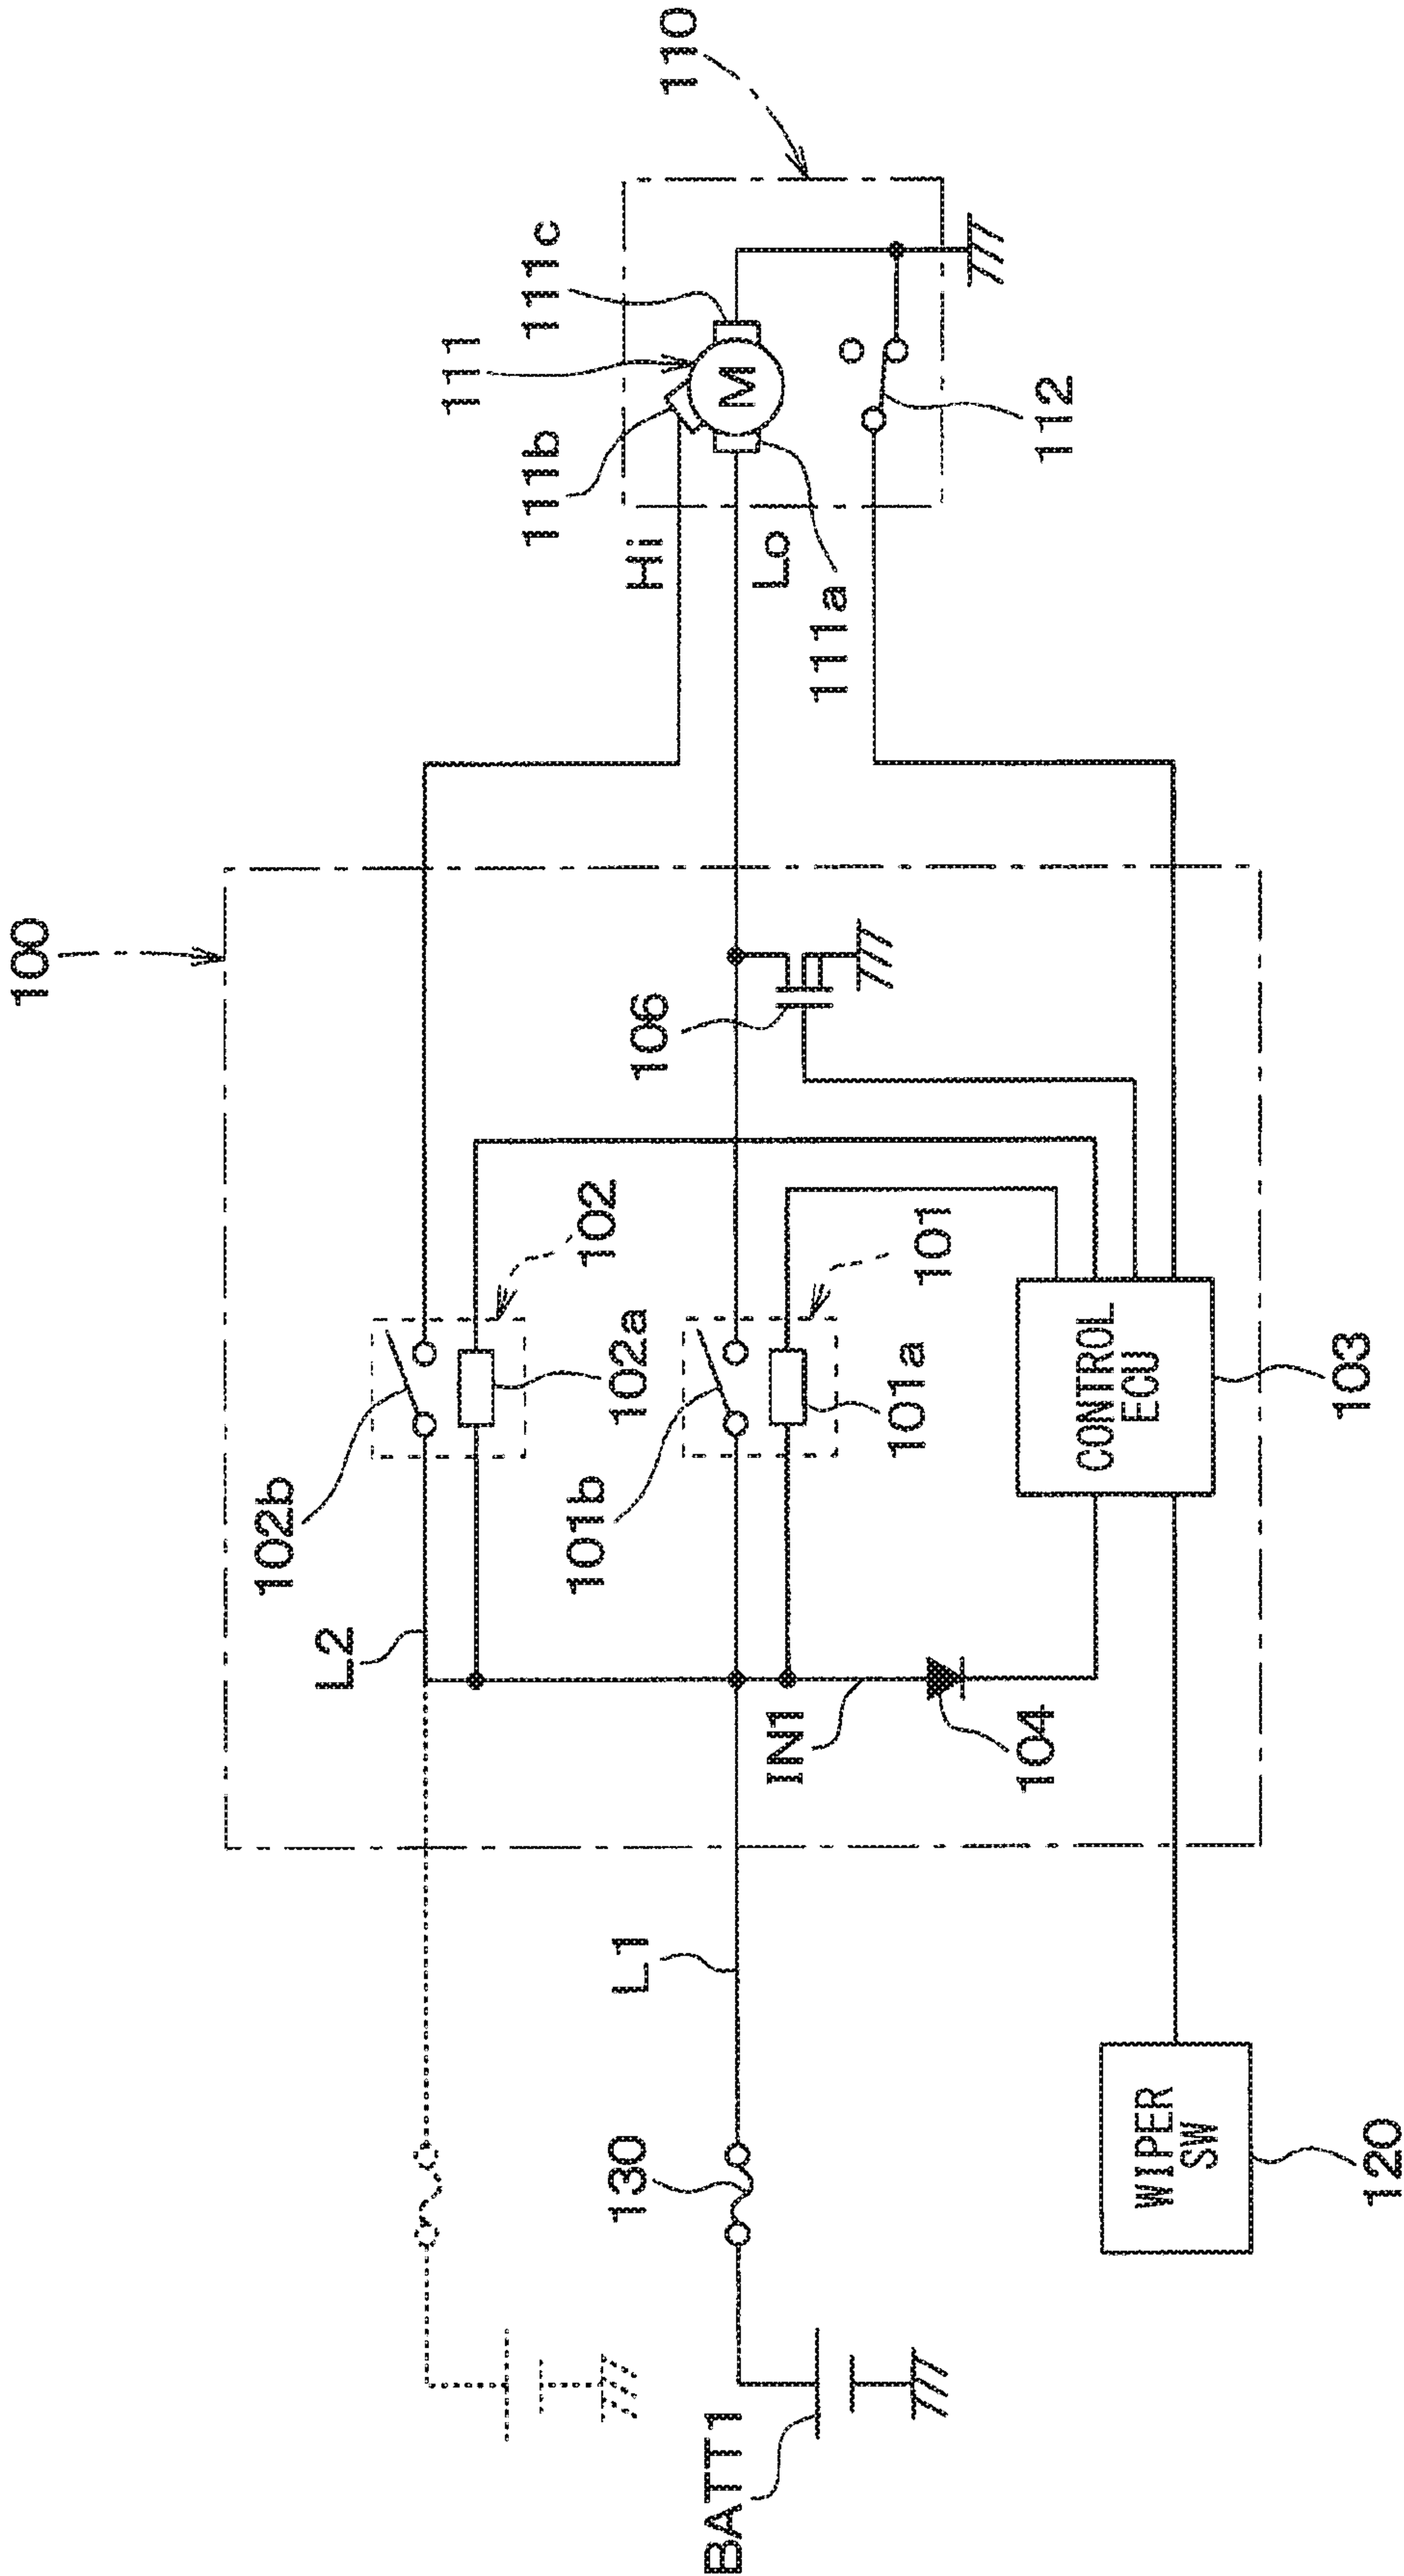 100
110
111
111c
111b
Hi
Lo
111a
112
102
102b
102a
106
101
101b
101a
L2
IN1
104
CONTROL
ECU
103
L1
130
BATT1
WIPER
SW
120